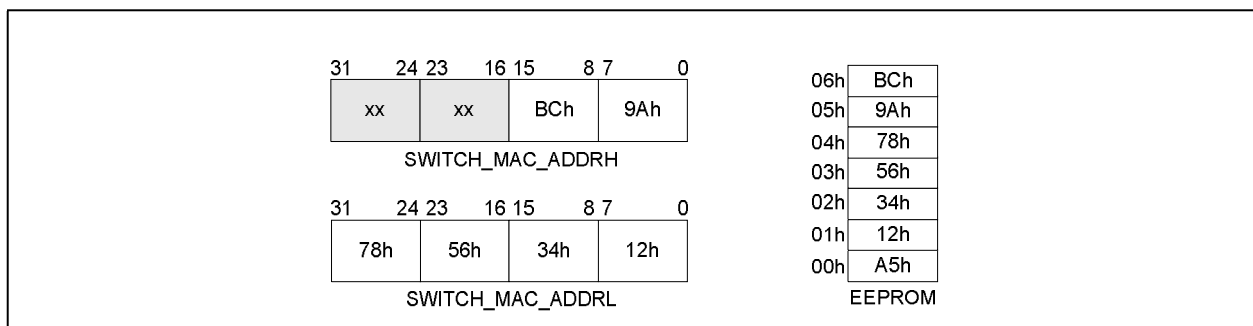 31 24 23 16 15 8 7 0
xx xx BCh 9Ah
SWITCH_MAC_ADDRH
31 24 23 16 15 8 7 0
78h 56h 34h 12h
SWITCH_MAC_ADDRL
06h BCh
05h 9Ah
04h 78h
03h 56h
02h 34h
01h 12h
00h A5h
EEPROM